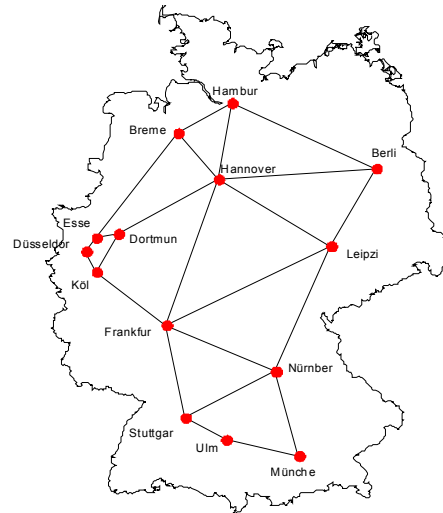 Hambur
Breme
Hannover
Berli
Esse
Dortmun
Düsseldor
Leipzi
Köl
Frankfur
Nürnber
Stuttgar
Ulm
Münche